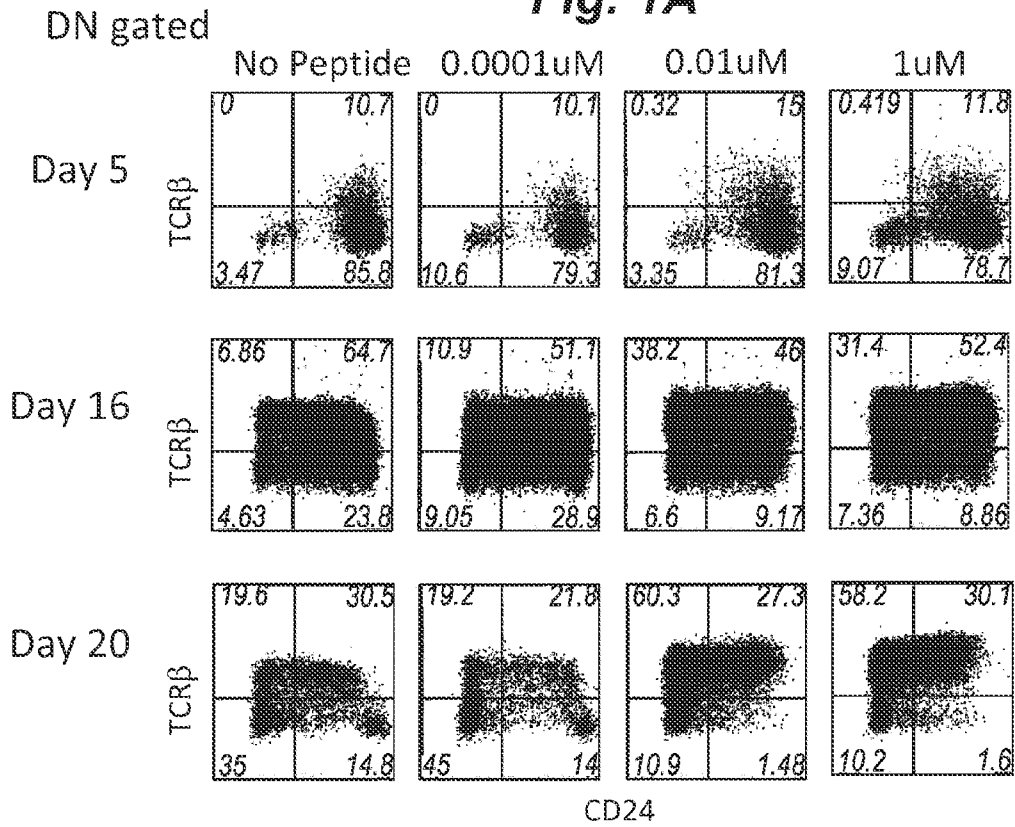 Fig. 1A
DN gated
No Peptide 0.0001uM 0.01uM 1uM
Day 5
TCRβ
0 10.7 0 10.1 0.32 15 0.419 11.8
3.47 85.8 10.6 79.3 3.35 81.3 9.07 78.7
Day 16
TCRβ
6.86 64.7 10.9 51.1 38.2 46 31.4 52.4
4.63 23.8 9.05 28.9 6.6 9.17 7.36 8.86
Day 20
TCRβ
19.6 30.5 19.2 21.8 60.3 27.3 58.2 30.1
35 14.8 45 14 10.9 1.48 10.2 1.6
CD24